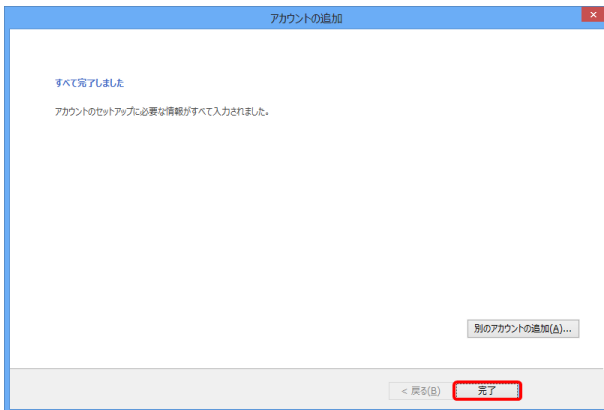 アカウントの追加
すべて完了しました
アカウントのセットアップに必要な情報がすべて入力されました。
別のアカウントの追加(A)...
< 戻る(B)
完了